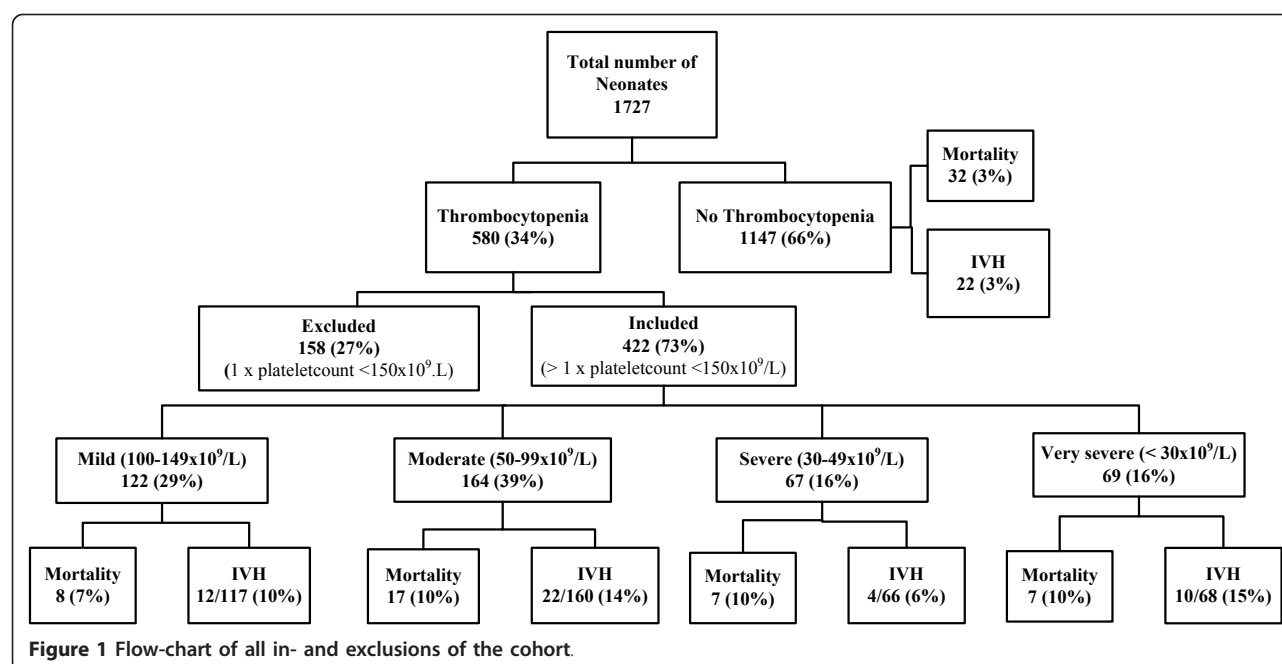 Total number of
Neonates
1727
Mortality
32 (3%)
Thrombocytopenia
580 (34%)
No Thrombocytopenia
1147 (66%)
IVH
22 (3%)
Excluded
158 (27%)
(1 x plateletcount <150x10⁹.L)
Included
422 (73%)
(> 1 x plateletcount <150x10⁹/L)
Mild (100-149x10⁹/L)
122 (29%)
Moderate (50-99x10⁹/L)
164 (39%)
Severe (30-49x10⁹/L)
67 (16%)
Very severe (< 30x10⁹/L)
69 (16%)
Mortality
8 (7%)
IVH
12/117 (10%)
Mortality
17 (10%)
IVH
22/160 (14%)
Mortality
7 (10%)
IVH
4/66 (6%)
Mortality
7 (10%)
IVH
10/68 (15%)
Figure 1 Flow-chart of all in- and exclusions of the cohort.